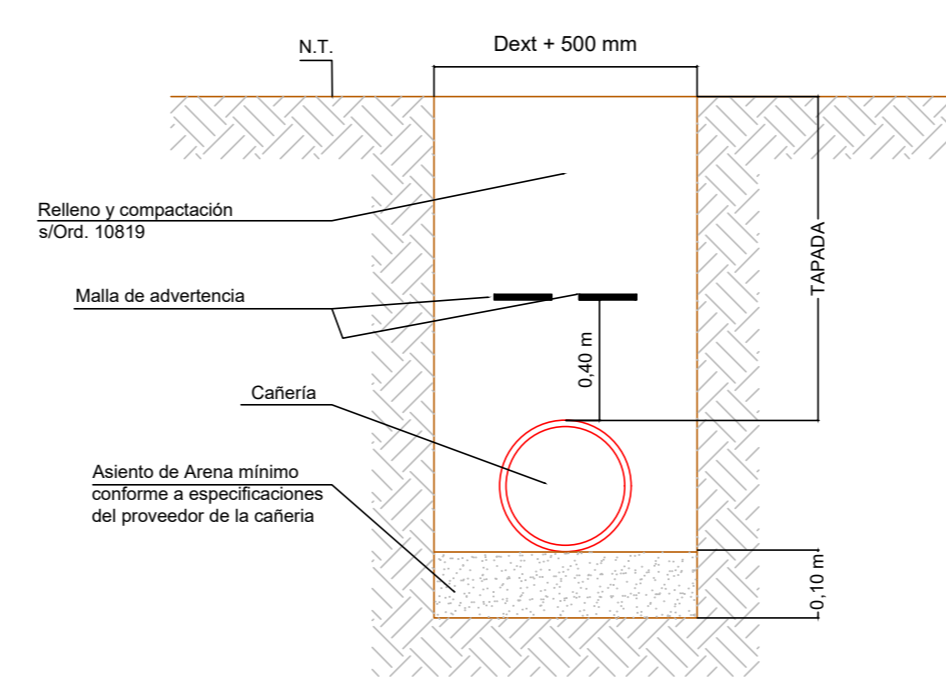 N.T.
Dext + 500 mm
Relleno y compactación
s/Ord. 10819
TAPADA
Malla de advertencia
0,40 m
Cañería
Asiento de Arena mínimo
conforme a especificaciones
del proveedor de la cañeria
0,10 m